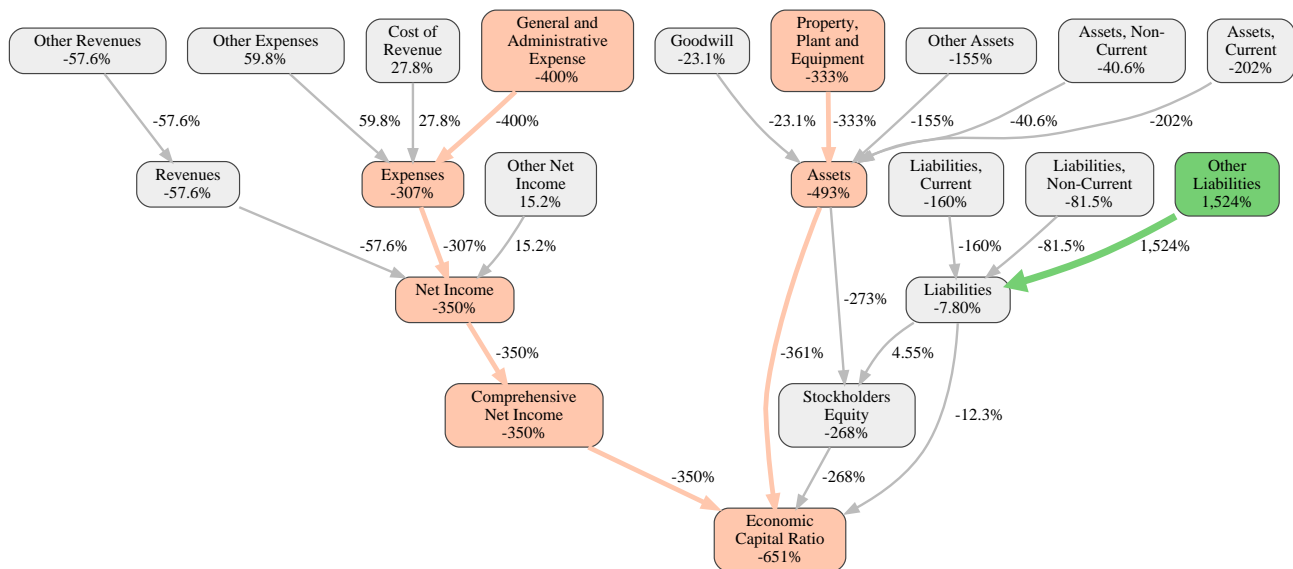 Other Revenues
-57.6%
Other Expenses
59.8%
Cost of
Revenue
27.8%
General and
Administrative
Expense
-400%
Goodwill
-23.1%
Property,
Plant and
Equipment
-333%
Other Assets
-155%
Assets, Non-
Current
-40.6%
Assets,
Current
-202%
-57.6%
59.8%
27.8%
-400%
-23.1%
-333%
-155%
-40.6%
-202%
Revenues
-57.6%
Expenses
-307%
Other Net
Income
15.2%
Assets
-493%
Liabilities,
Current
-160%
Liabilities,
Non-Current
-81.5%
Other
Liabilities
1,524%
-57.6%
-307%
15.2%
-160%
-81.5%
1,524%
Net Income
-350%
-273%
Liabilities
-7.80%
-350%
-361%
4.55%
Comprehensive
Net Income
-350%
Stockholders
Equity
-268%
-12.3%
-350%
-268%
Economic
Capital Ratio
-651%